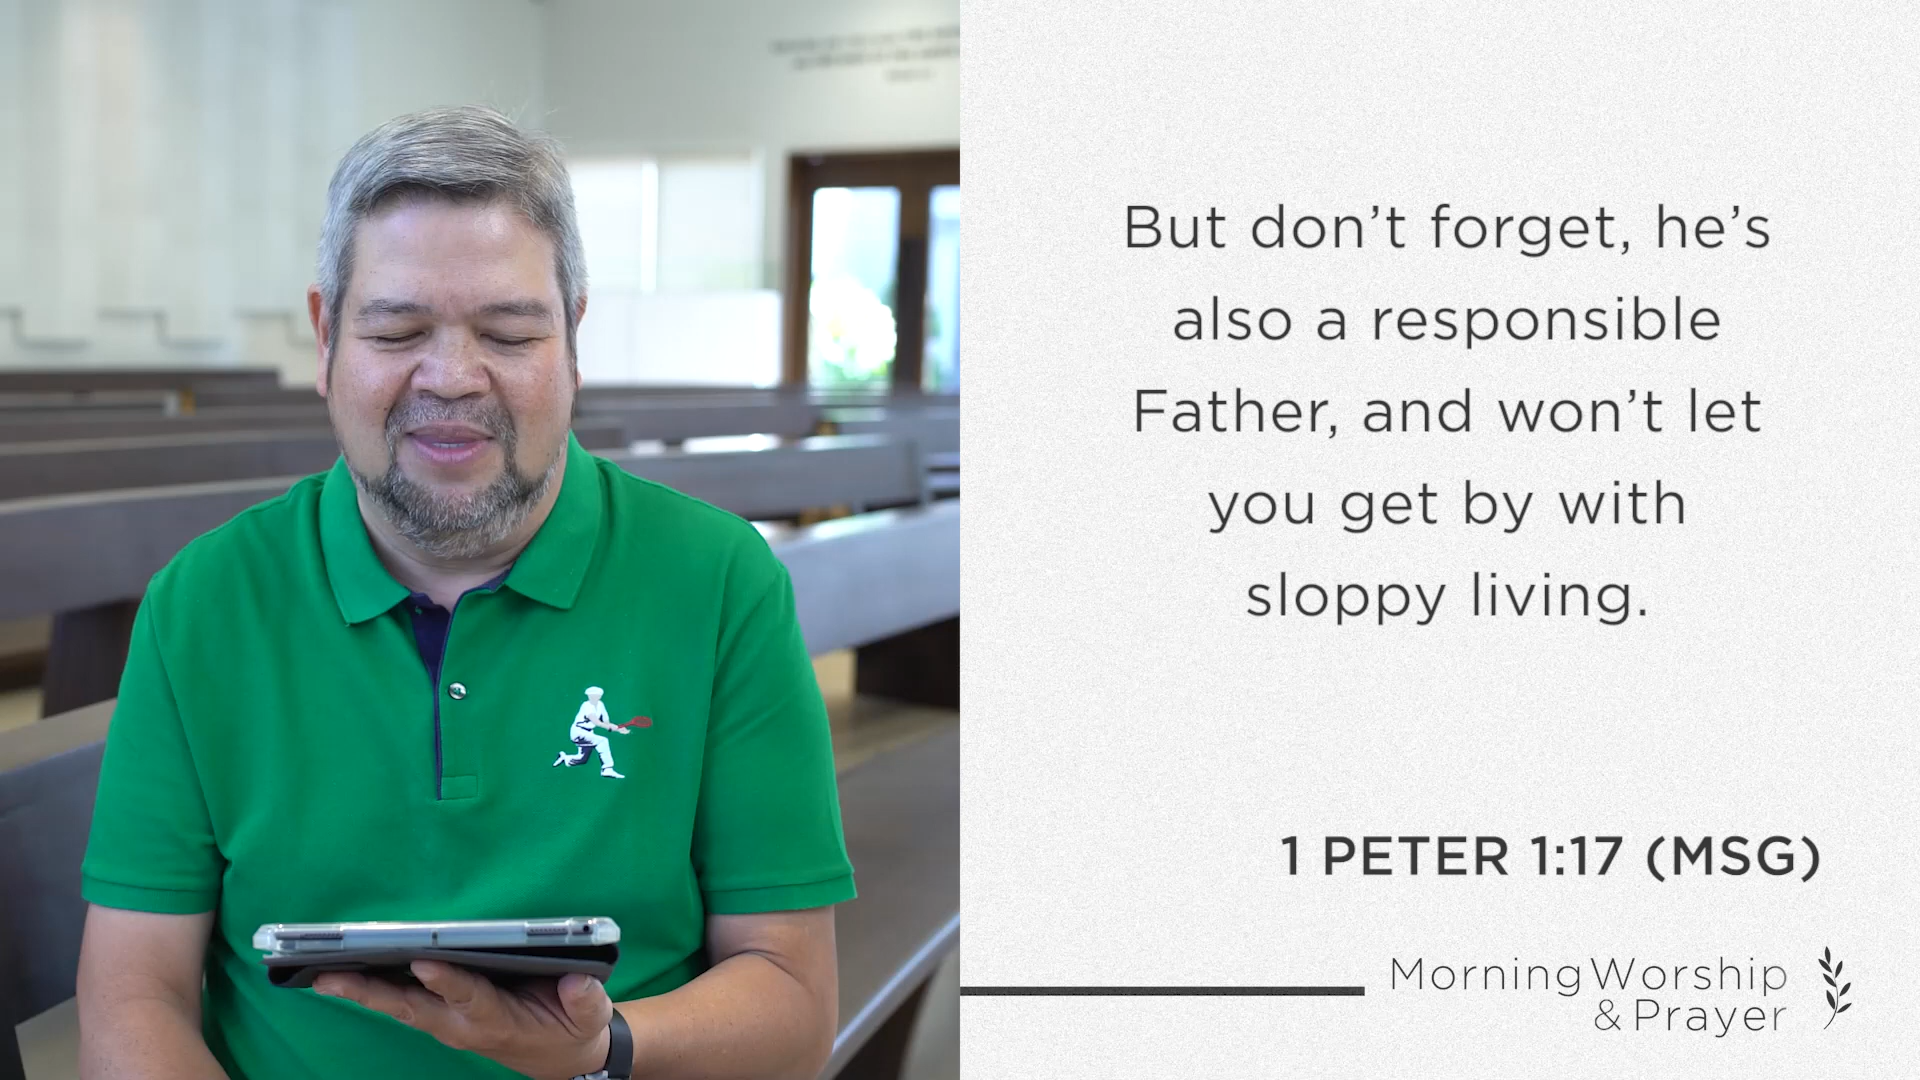 But don’t forget, he’s
also a responsible
Father, and won’t let
you get by with
sloppy living.
1 PETER 1:17 (MSG)
Morning Worship
& Prayer